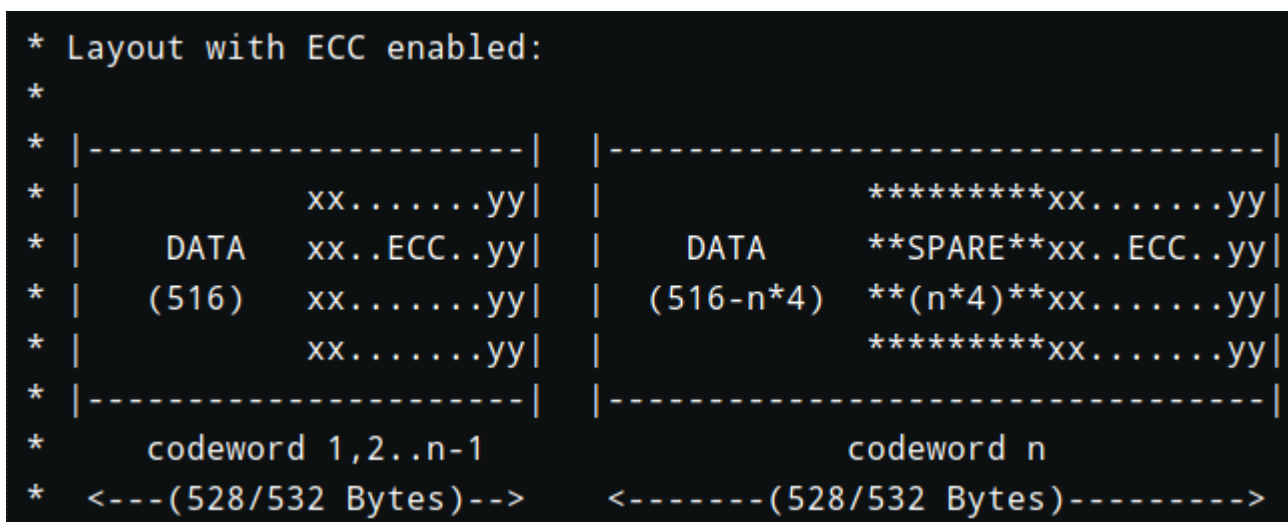 * Layout with ECC enabled:
*
* |----------------------|  |---------------------------------|
* |           xx.......yy|  |             *********xx.......yy|
* |    DATA   xx..ECC..yy|  |    DATA     **SPARE**xx..ECC..yy|
* |   (516)   xx.......yy|  |  (516-n*4)  **(n*4)**xx.......yy|
* |           xx.......yy|  |             *********xx.......yy|
* |----------------------|  |---------------------------------|
*    codeword 1,2..n-1                  codeword n
*  <---(528/532 Bytes)-->    <-------(528/532 Bytes)--------->